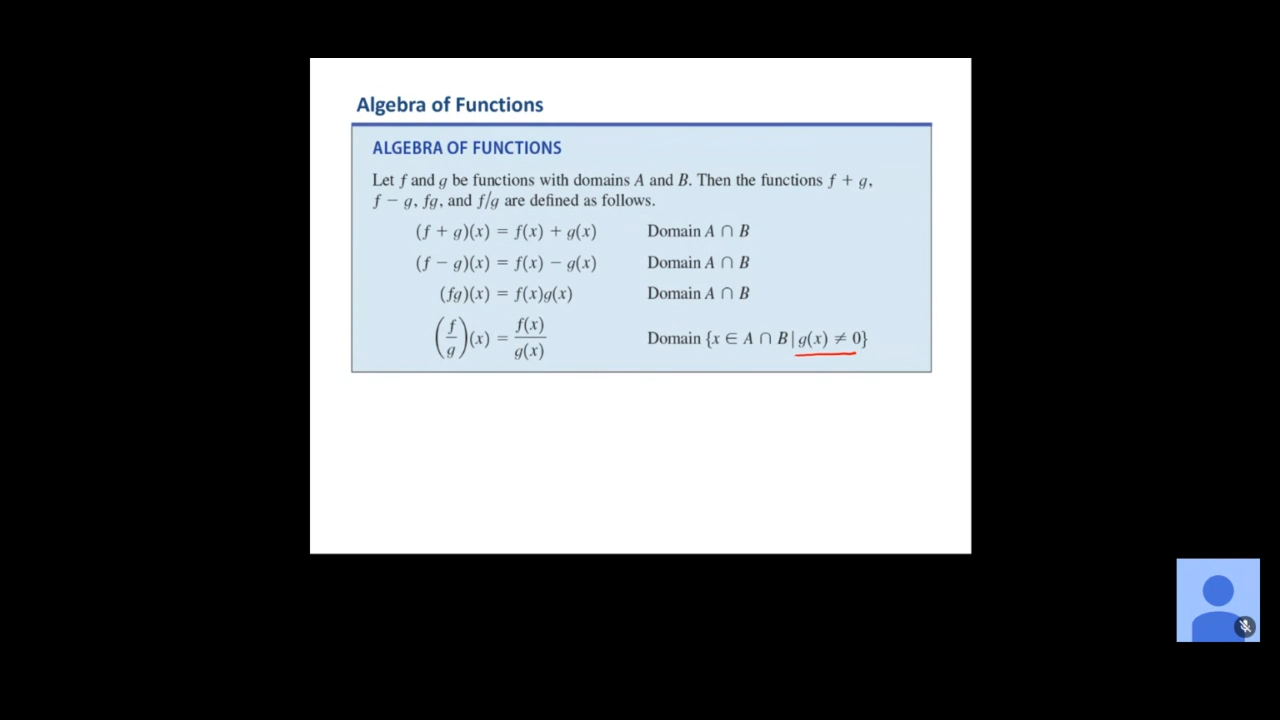 Algebra of Functions
ALGEBRA OF FUNCTIONS
Let f and g be functions with domains A and B. Then the functions f + g,
f − g, fg, and f/g are defined as follows.
(f + g)(x) = f(x) + g(x) Domain A ∩ B
(f − g)(x) = f(x) − g(x) Domain A ∩ B
(fg)(x) = f(x)g(x) Domain A ∩ B
(f/g)(x) = f(x)/g(x) Domain {x ∈ A ∩ B | g(x) ≠ 0}